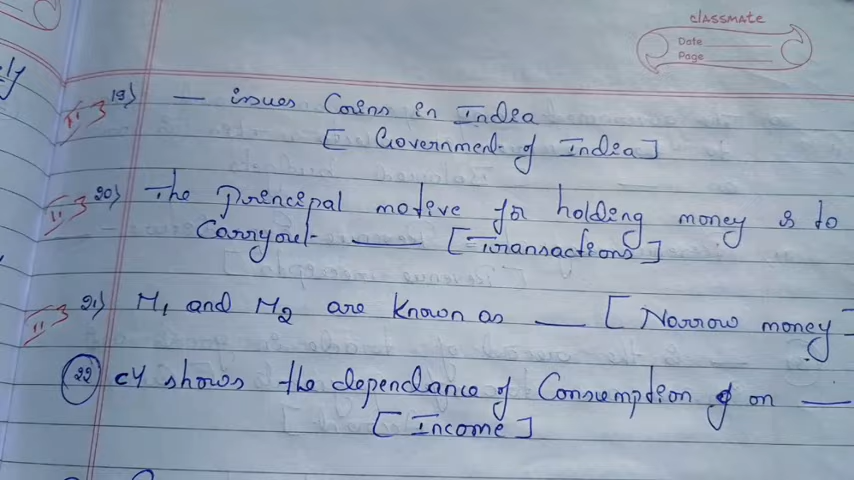 classmate
Date
Page
19) — issues Coins in India
[ Government of India ]
20) The Principal motive for holding money is to
Carryout — [ Transactions ]
21) M₁ and M₂ are known as — [ Narrow money ]
22 cY shows the dependance of Consumption on —
[ Income ]